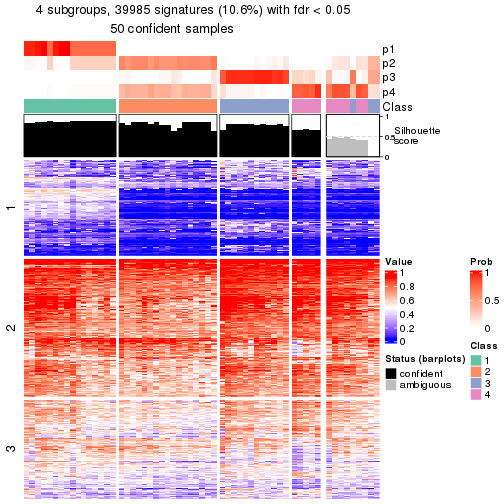 4 subgroups, 39985 signatures (10.6%) with fdr < 0.05
50 confident samples
p1
p2
p3
p4
Class
1
0.5
0
Silhouette
score
1
2
3
Value
1
0.8
0.6
0.4
0.2
0
Status (barplots)
confident
ambiguous
Prob
1
0.5
0
Class
1
2
3
4